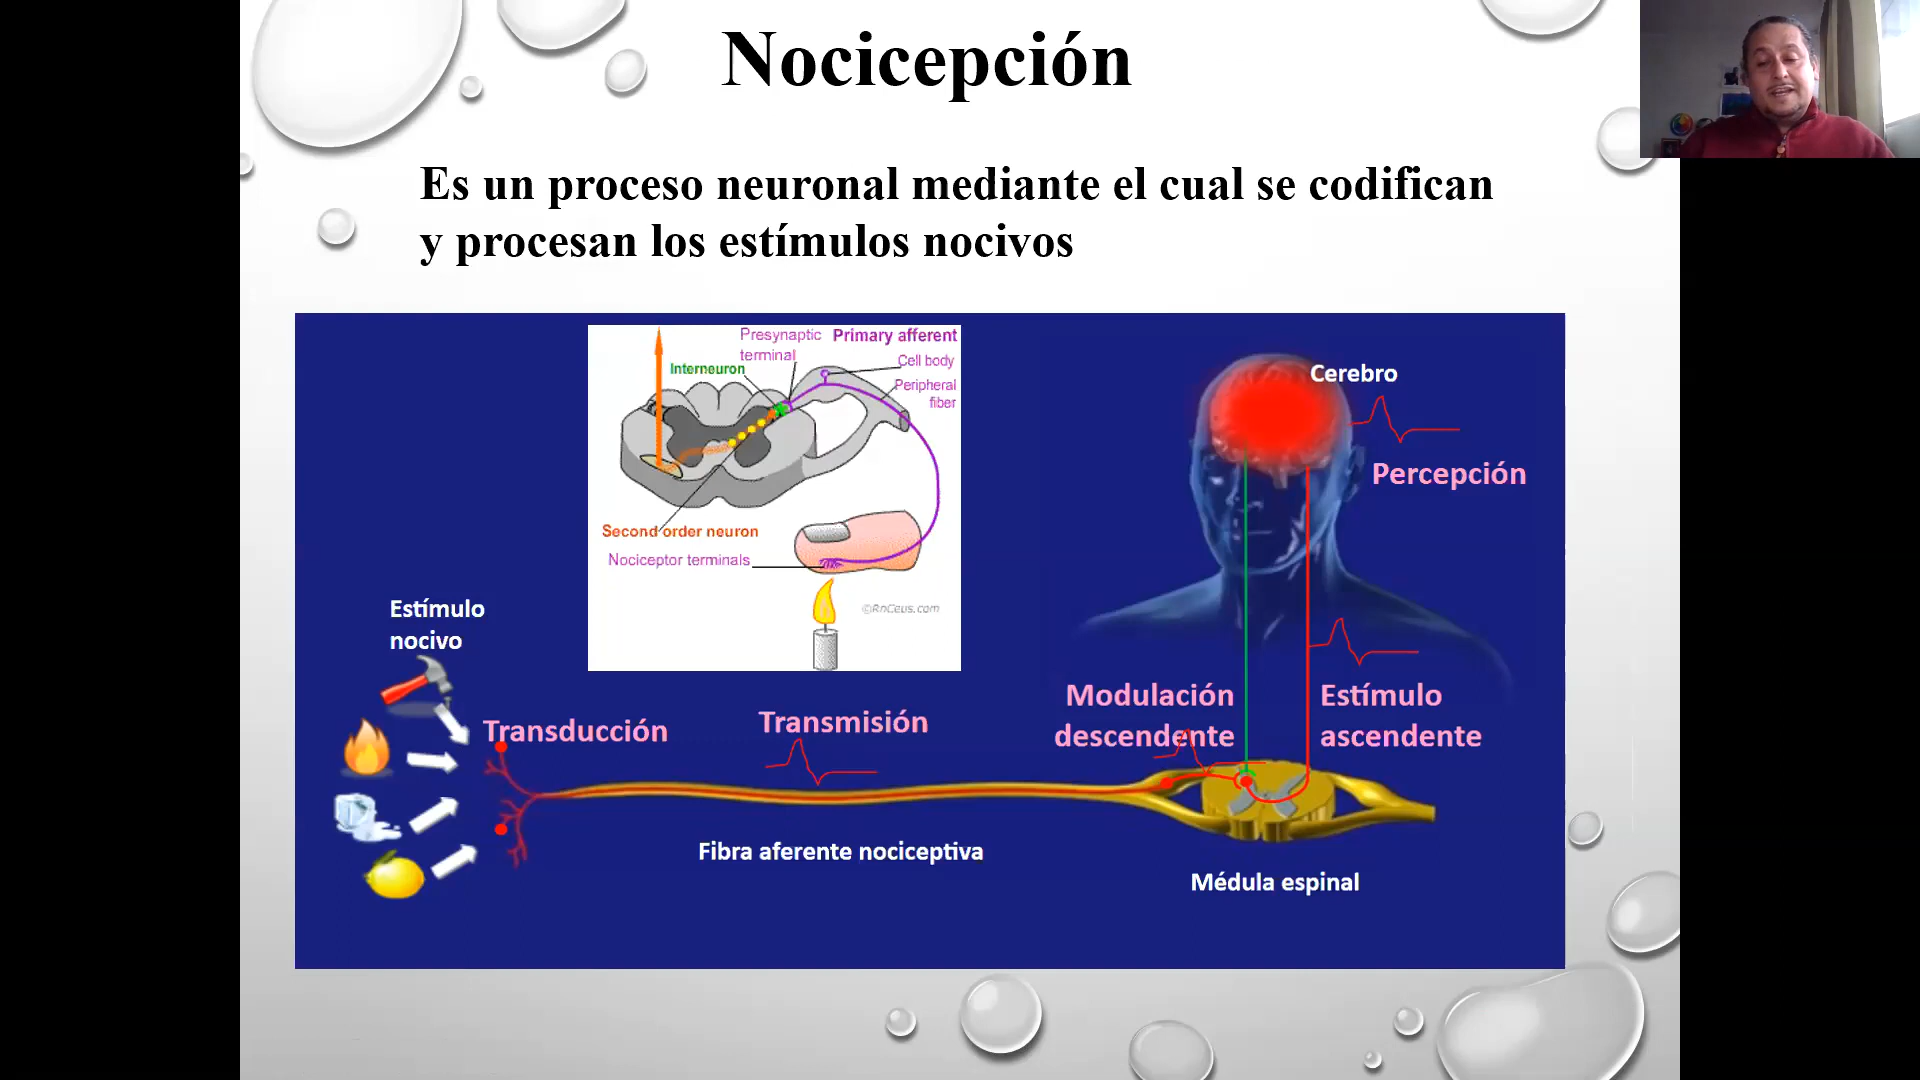 Nocicepción
Es un proceso neuronal mediante el cual se codifican
y procesan los estímulos nocivos
Presynaptic
terminal
Primary afferent
Interneuron
Cell body
Peripheral
fiber
Second order neuron
Nociceptor terminals
©RnCeus.com
Cerebro
Percepción
Estímulo
nocivo
Transducción
Transmisión
Modulación
descendente
Estímulo
ascendente
Fibra aferente nociceptiva
Médula espinal